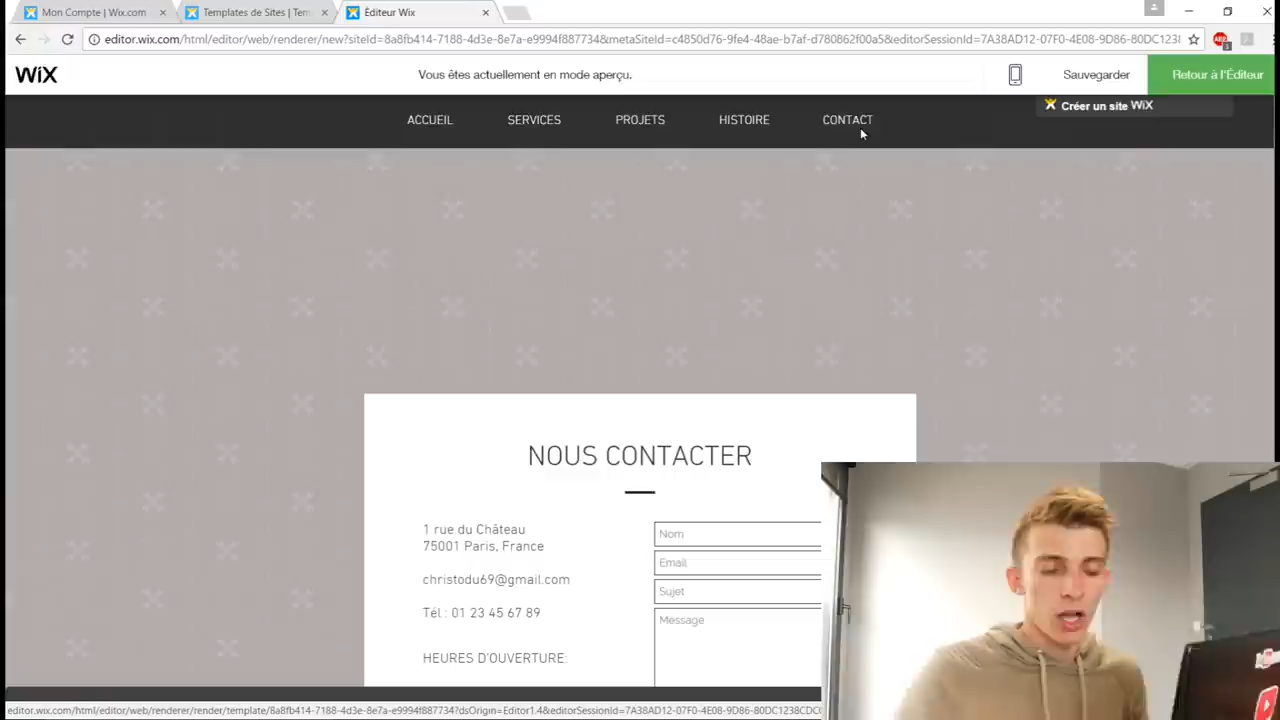 Mon Compte | Wix.com
Templates de Sites | Tem
Éditeur Wix
editor.wix.com/html/editor/web/renderer/new?siteId=8a8fb414-7188-4d3e-8e7a-e9994f887734&metaSiteId=c4850d76-9fe4-48ae-b7af-d780862f00a5&editorSessionId=7A38AD12-07F0-4E08-9D86-80DC1238
WiX
Vous êtes actuellement en mode aperçu.
Sauvegarder
Retour à l'Éditeur
Créer un site WiX
ACCUEIL
SERVICES
PROJETS
HISTOIRE
CONTACT
NOUS CONTACTER
1 rue du Château
75001 Paris, France
christodu69@gmail.com
Tél : 01 23 45 67 89
HEURES D'OUVERTURE:
Nom
Email
Sujet
Message
editor.wix.com/html/editor/web/renderer/render/template/8a8fb414-7188-4d3e-8e7a-e9994f887734?dsOrigin=Editor1.4&editorSessionId=7A38AD12-07F0-4E08-9D86-80DC1238CDC